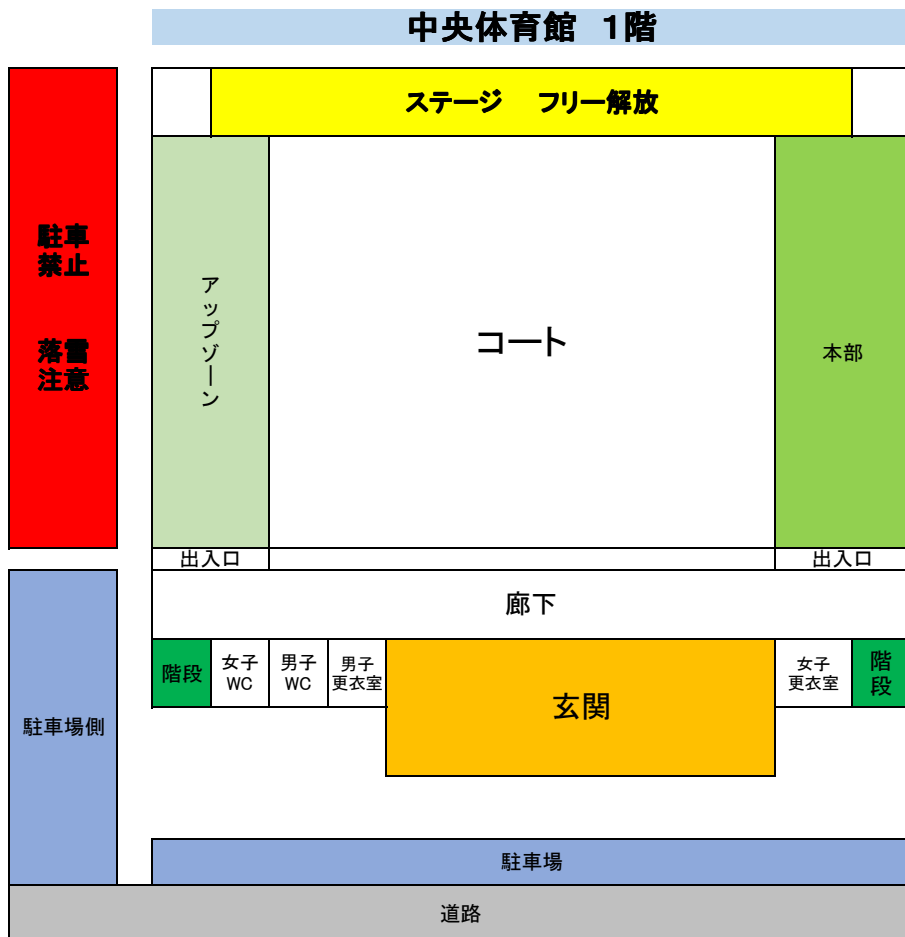 中央体育館 1階
ステージ フリー解放
駐車
禁止
落雪
注意
アップゾーン
コート
本部
出入口
出入口
廊下
階段
女子
WC
男子
WC
男子
更衣室
玄関
女子
更衣室
階
段
駐車場側
駐車場
道路